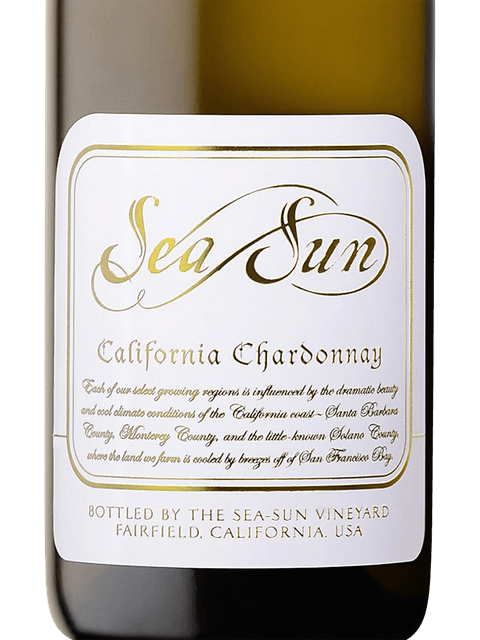 Sea Sun
California Chardonnay
Each of our select growing regions is influenced by the dramatic beauty
and cool climate conditions of the California coast– Santa Barbara
County, Monterey County, and the little-known Solano County,
where the land we farm is cooled by breezes off of San Francisco Bay.
BOTTLED BY THE SEA-SUN VINEYARD
FAIRFIELD, CALIFORNIA, USA